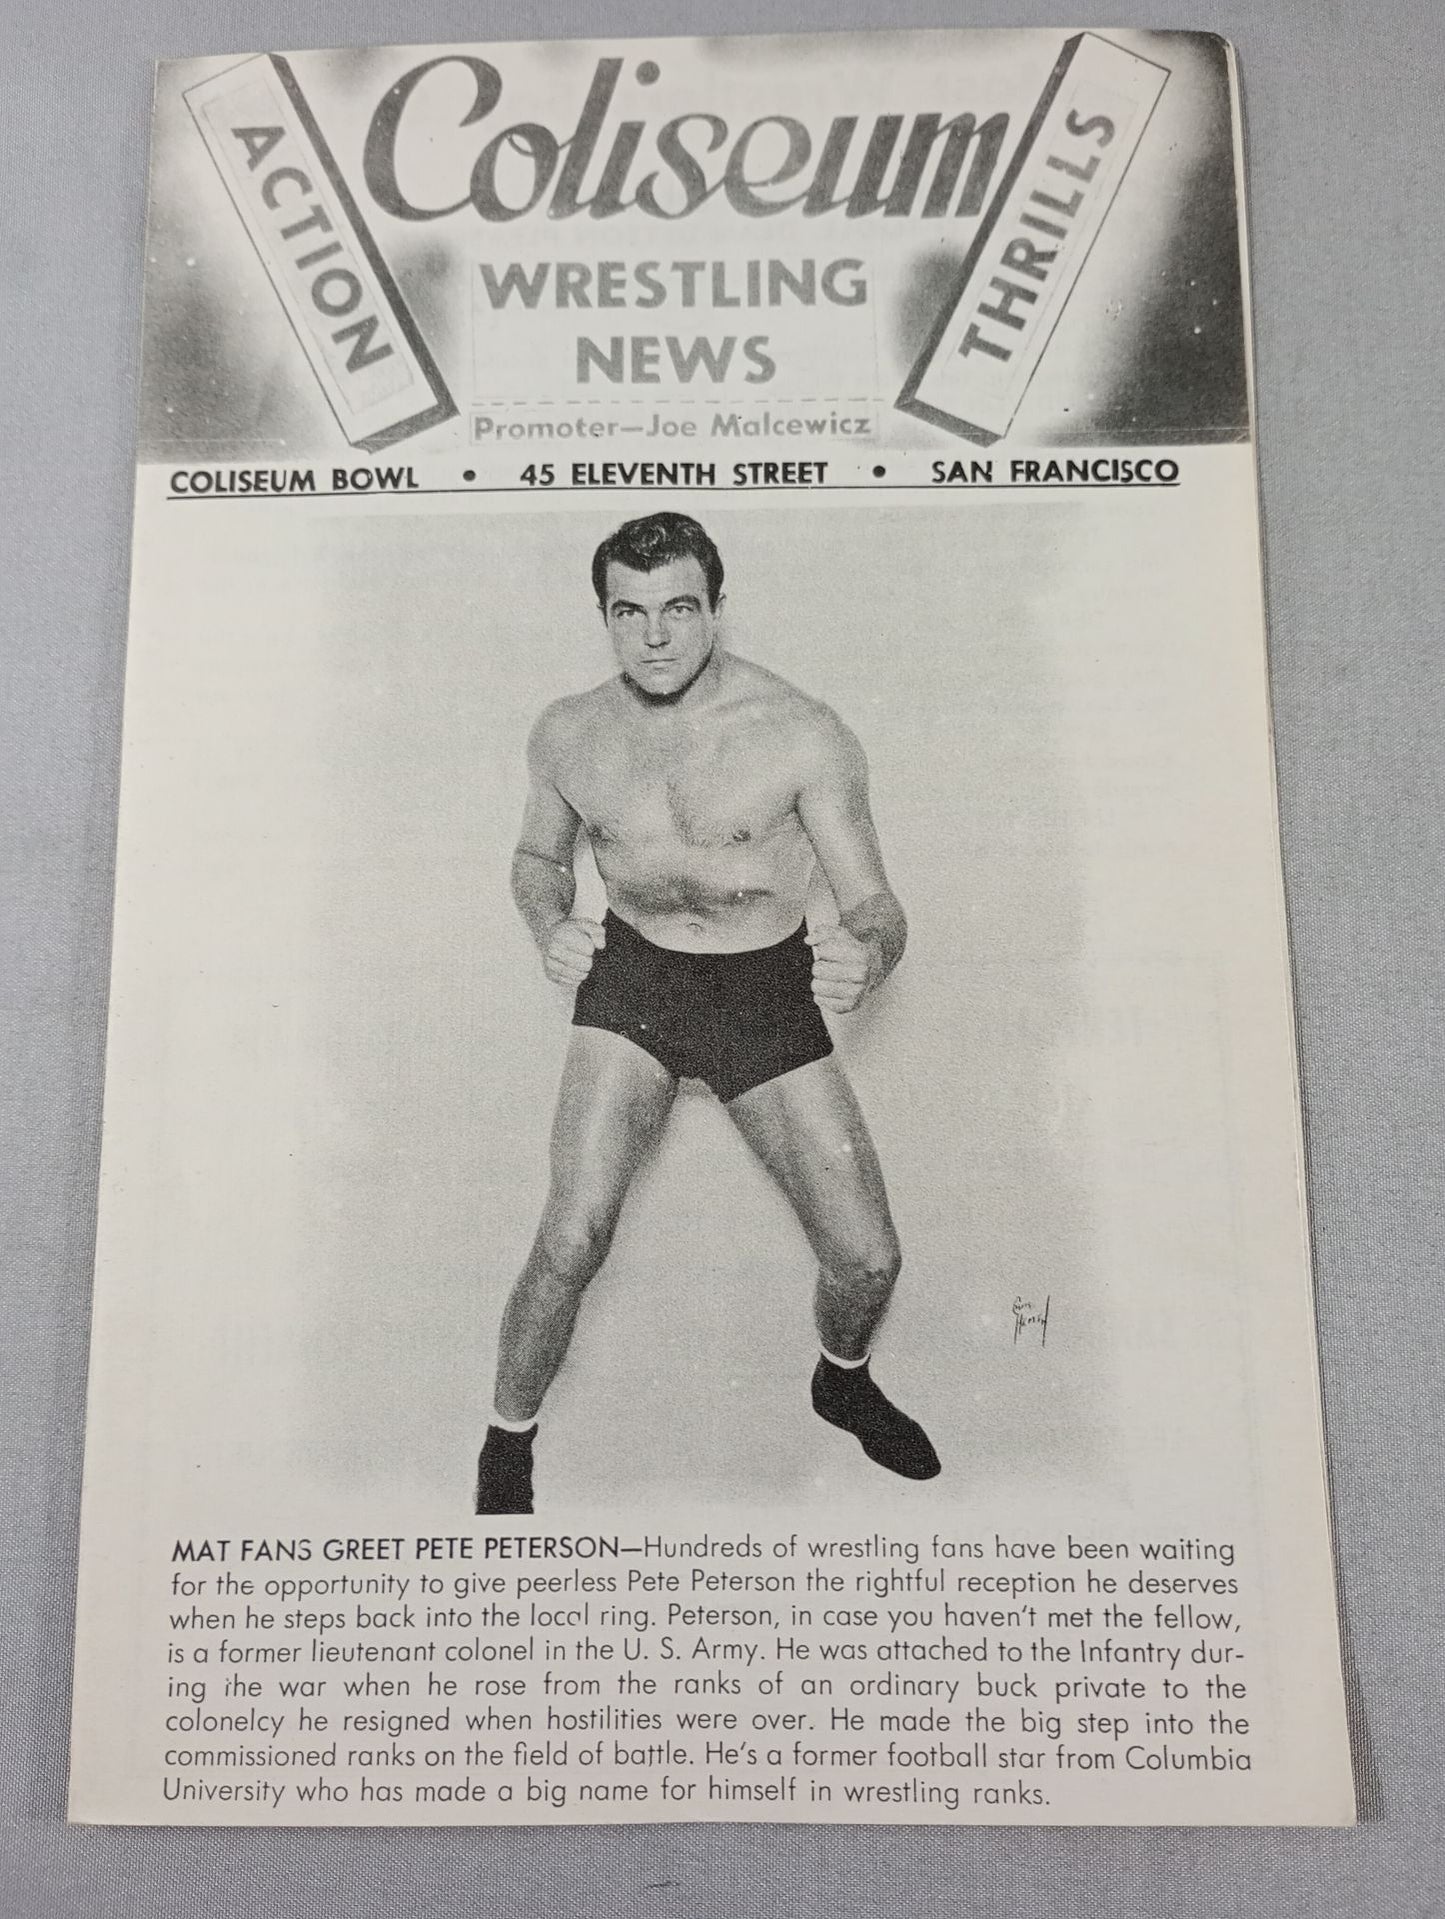 ACTION
Coliseum
THRILLS
WRESTLING
NEWS
Promoter—Joe Malcewicz
COLISEUM BOWL • 45 ELEVENTH STREET • SAN FRANCISCO
MAT FANS GREET PETE PETERSON—Hundreds of wrestling fans have been waiting
for the opportunity to give peerless Pete Peterson the rightful reception he deserves
when he steps back into the local ring. Peterson, in case you haven't met the fellow,
is a former lieutenant colonel in the U. S. Army. He was attached to the Infantry dur-
ing the war when he rose from the ranks of an ordinary buck private to the
colonelcy he resigned when hostilities were over. He made the big step into the
commissioned ranks on the field of battle. He's a former football star from Columbia
University who has made a big name for himself in wrestling ranks.